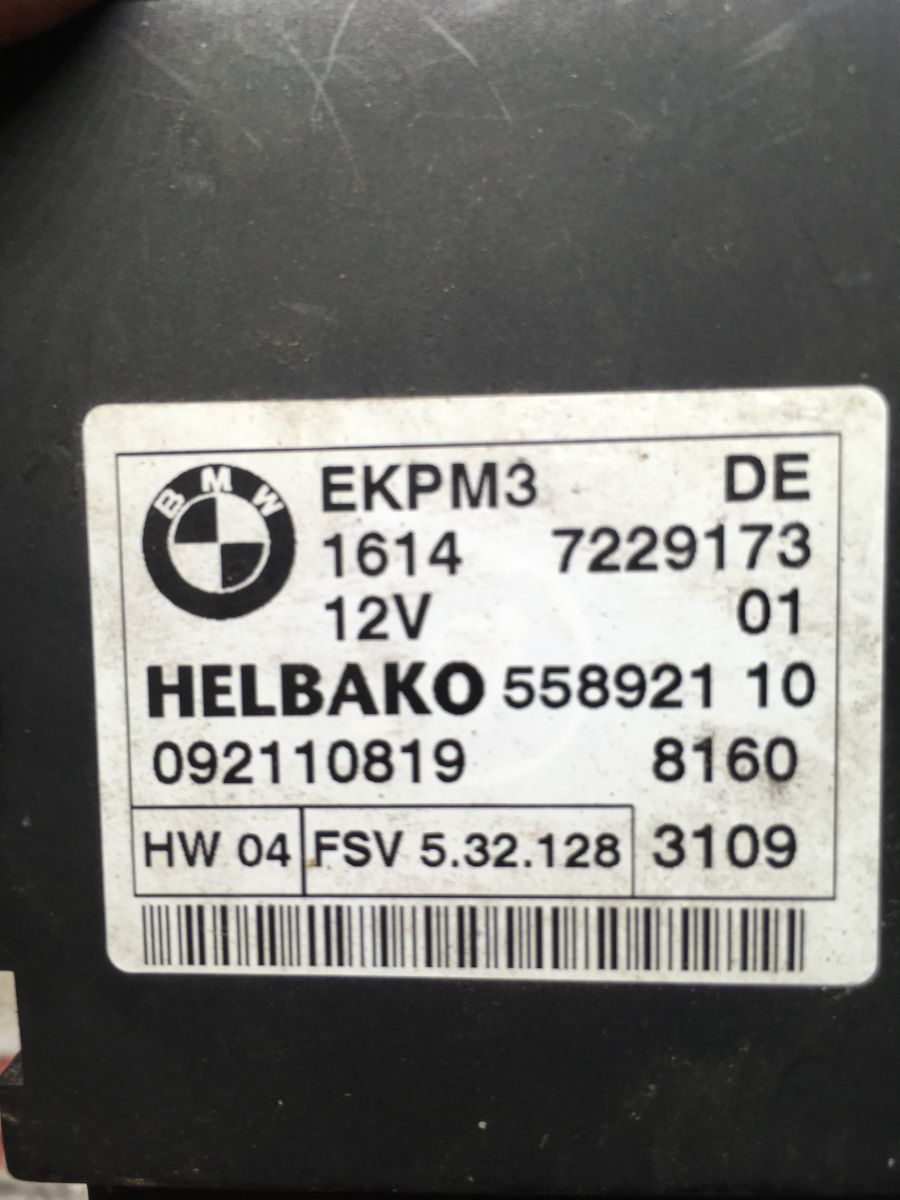 BMW
EKPM3 DE
1614 7229173
12V 01
HELBAKO 558921 10
092110819 8160
HW 04 FSV 5.32.128 3109